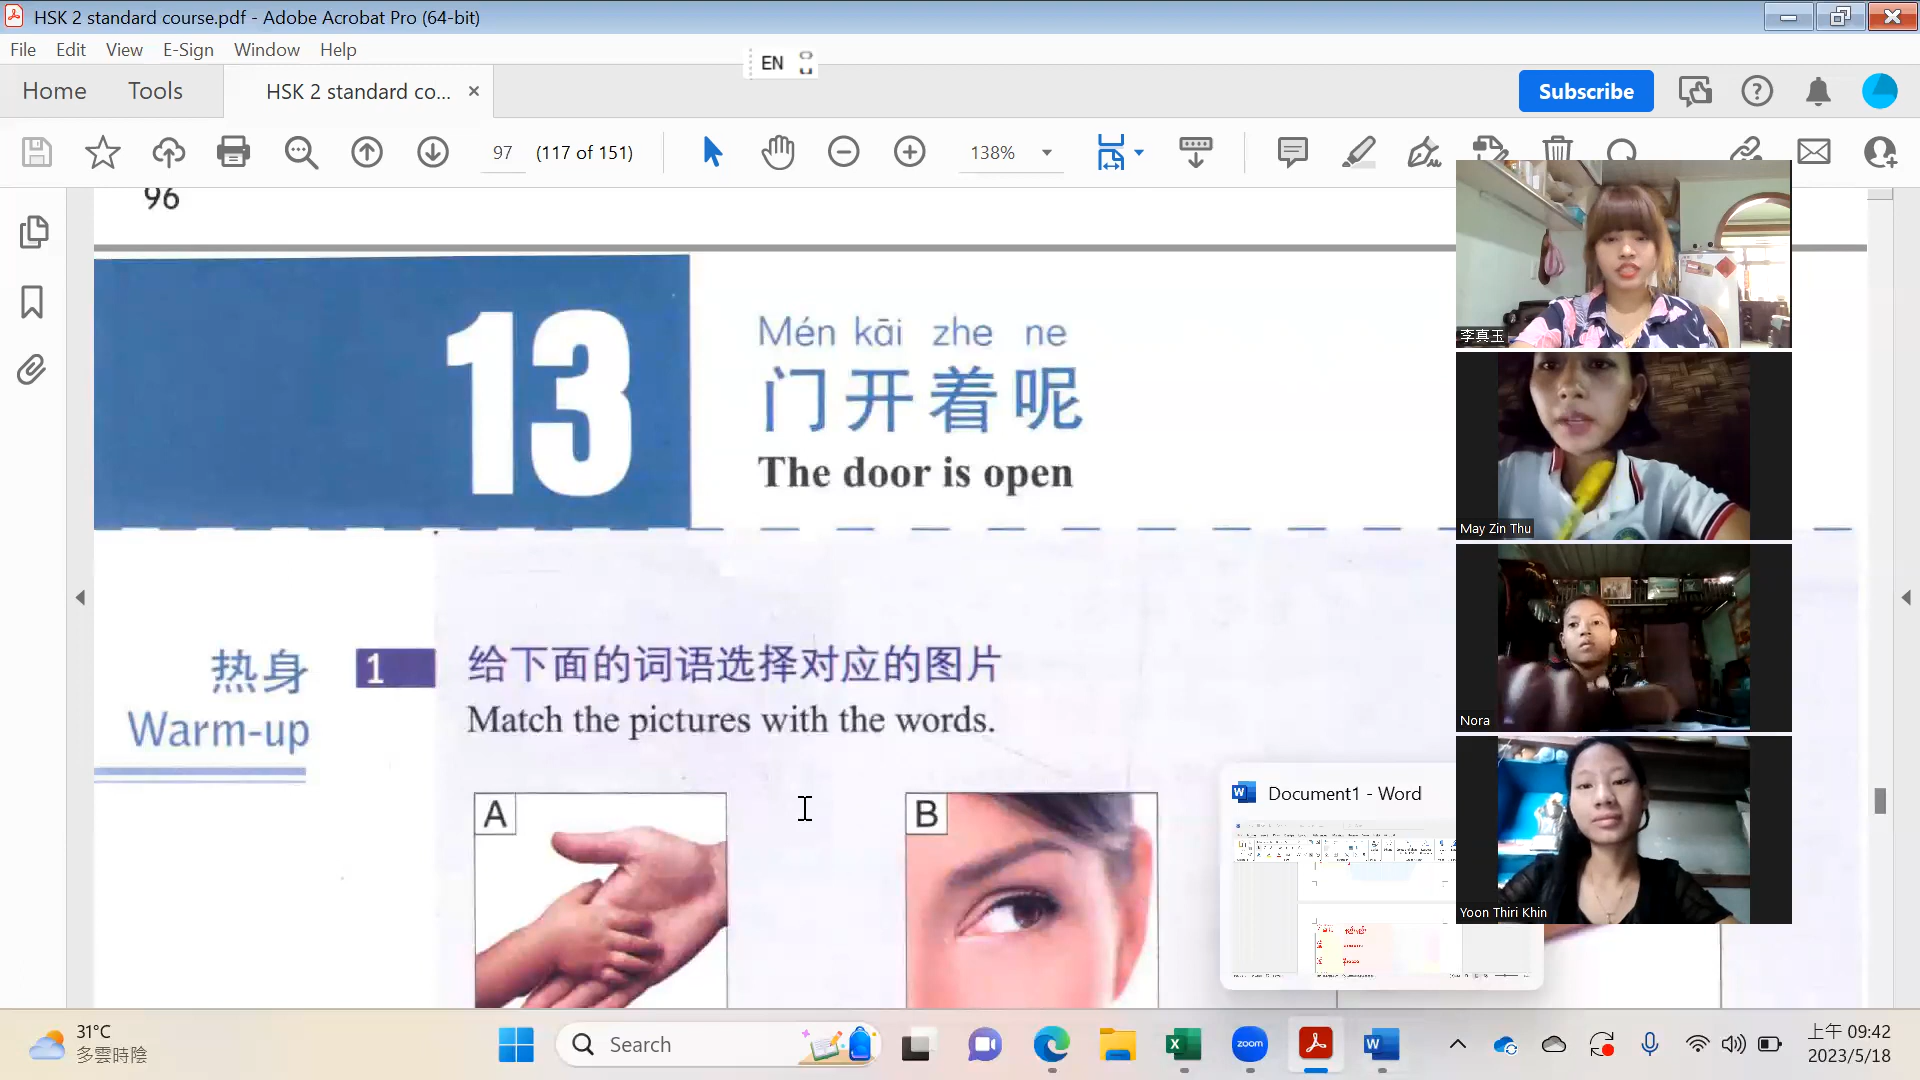 HSK 2 standard course.pdf - Adobe Acrobat Pro (64-bit)
File Edit View E-Sign Window Help
EN
Home Tools HSK 2 standard co... ×
Subscribe
97 (117 of 151) 138%
96
13
Mén kāi zhe ne
门开着呢
The door is open
热身
Warm-up
1 给下面的词语选择对应的图片
Match the pictures with the words.
A
B
李真玉
May Zin Thu
Nora
Yoon Thiri Khin
Document1 - Word
31°C
多雲時陰
Search
zoom
上午 09:42
2023/5/18